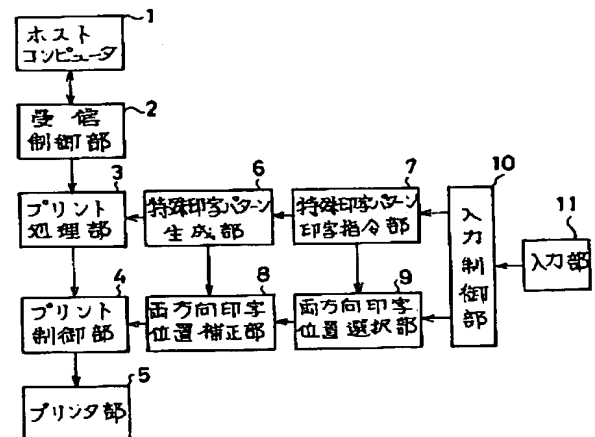 1
ホスト
コンピュータ
2
受信
制御部
3
プリント
処理部
6
特殊印字パターン
生成部
7
特殊印字パターン
印字指令部
10
入力制御部
11
入力部
4
プリント
制御部
8
両方向印字
位置補正部
9
両方向印字
位置選択部
5
プリンタ部